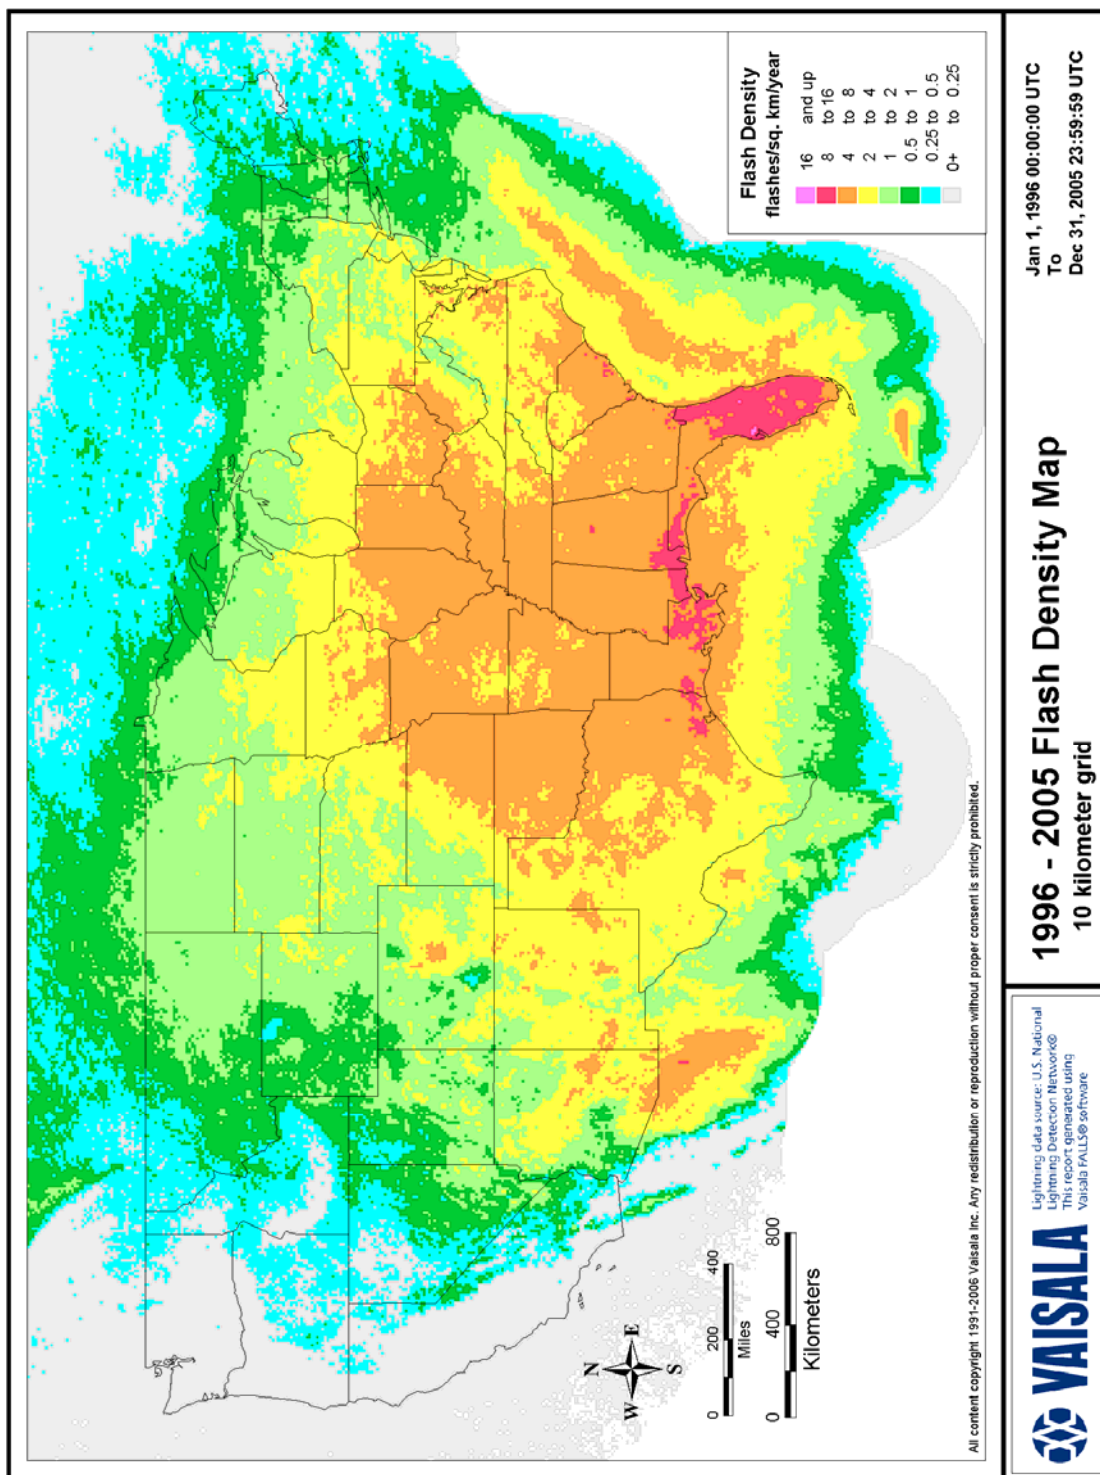 Flash Density
flashes/sq. km/year
16 and up
8 to 16
4 to 8
2 to 4
1 to 2
0.5 to 1
0.25 to 0.5
0+ to 0.25
N
W E
S
0 200 400
Miles
0 400 800
Kilometers
All content copyright 1991-2006 Vaisala Inc. Any redistribution or reproduction without proper consent is strictly prohibited.
VAISALA
Lightning data source: U.S. National
Lightning Detection Network®
This report generated using
Vaisala FALLS® software
1996 - 2005 Flash Density Map
10 kilometer grid
Jan 1, 1996 00:00:00 UTC
To
Dec 31, 2005 23:59:59 UTC